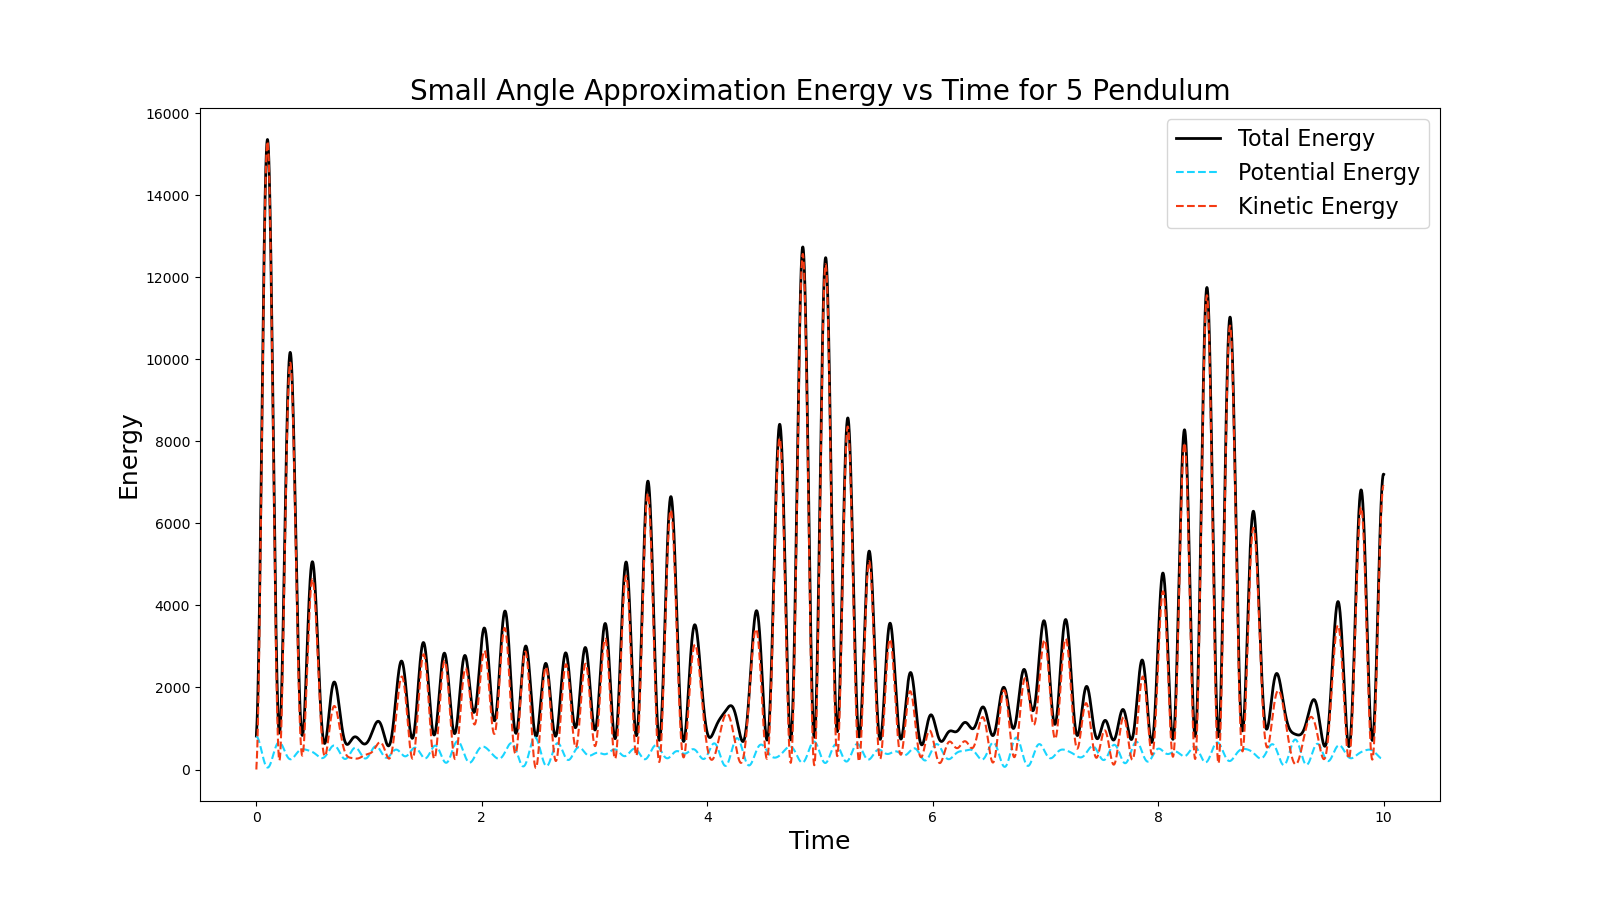 Small Angle Approximation Energy vs Time for 5 Pendulum
16000
14000
12000
10000
8000
6000
4000
2000
0
Energy
Total Energy
Potential Energy
Kinetic Energy
0 2 4 6 8 10
Time